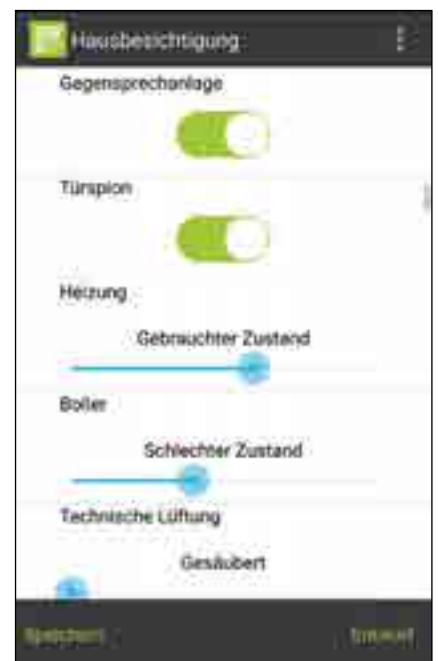 Hausbesichtigung
Gegensprechanlage
Türspion
Heizung
Gebrauchter Zustand
Boiler
Schlechter Zustand
Technische Lüftung
Gesäubert
Speichern